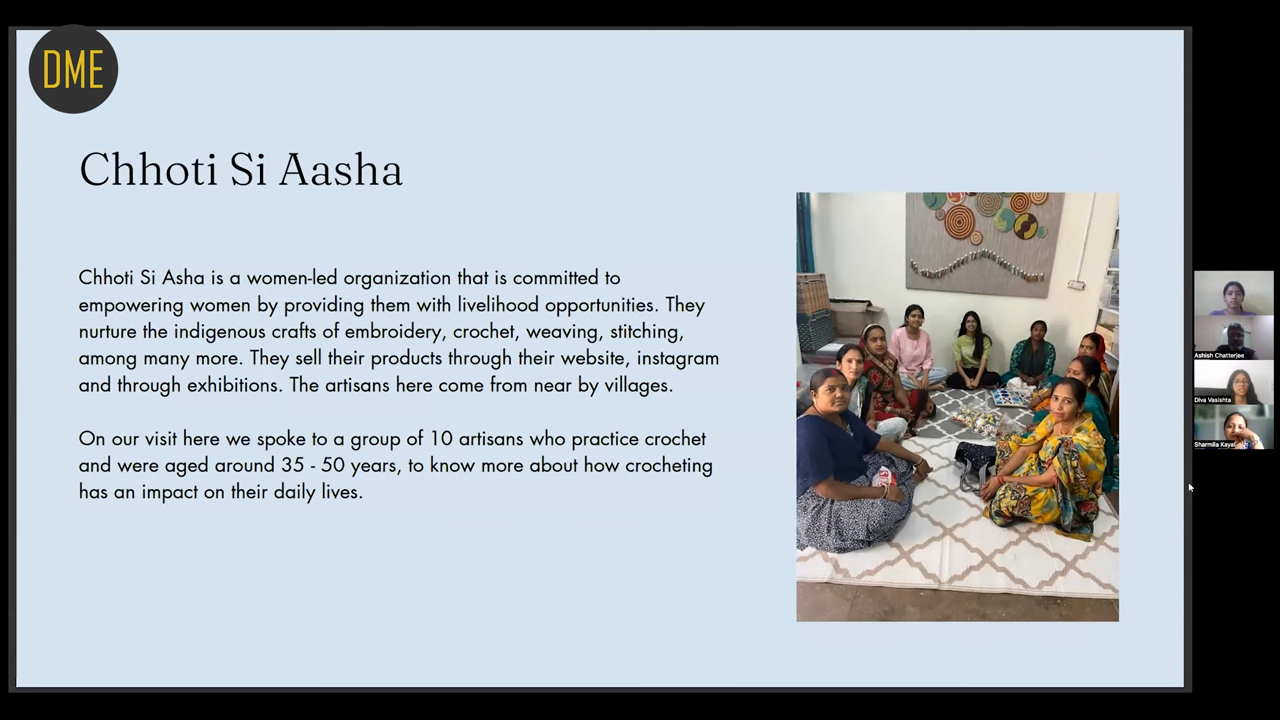 DME
Chhoti Si Aasha
Chhoti Si Asha is a women-led organization that is committed to
empowering women by providing them with livelihood opportunities. They
nurture the indigenous crafts of embroidery, crochet, weaving, stitching,
among many more. They sell their products through their website, instagram
and through exhibitions. The artisans here come from near by villages.
On our visit here we spoke to a group of 10 artisans who practice crochet
and were aged around 35 - 50 years, to know more about how crocheting
has an impact on their daily lives.
Ashish Chatterjee
Diva Vasishta
Sharmila Kayal